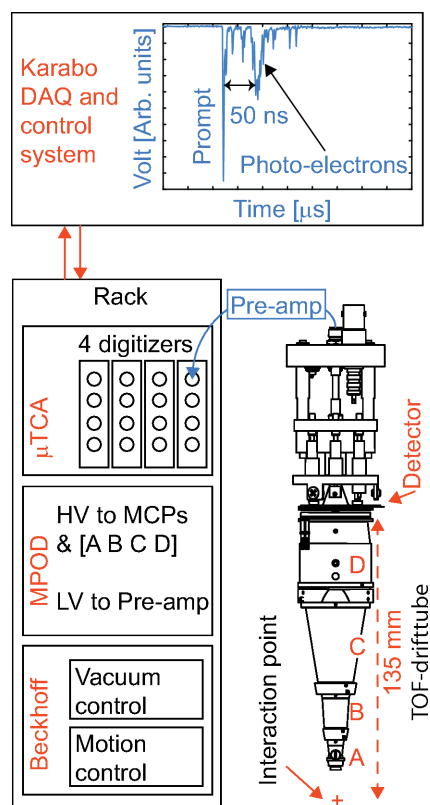 Karabo
DAQ and
control
system
Volt [Arb. units]
Prompt
50 ns
Photo-electrons
Time [μs]
Rack
Pre-amp
4 digitizers
μTCA
HV to MCPs
& [A B C D]
LV to Pre-amp
MPOD
Vacuum
control
Motion
control
Beckhoff
Detector
D
C
B
A
135 mm
TOF-drifttube
Interaction point
+